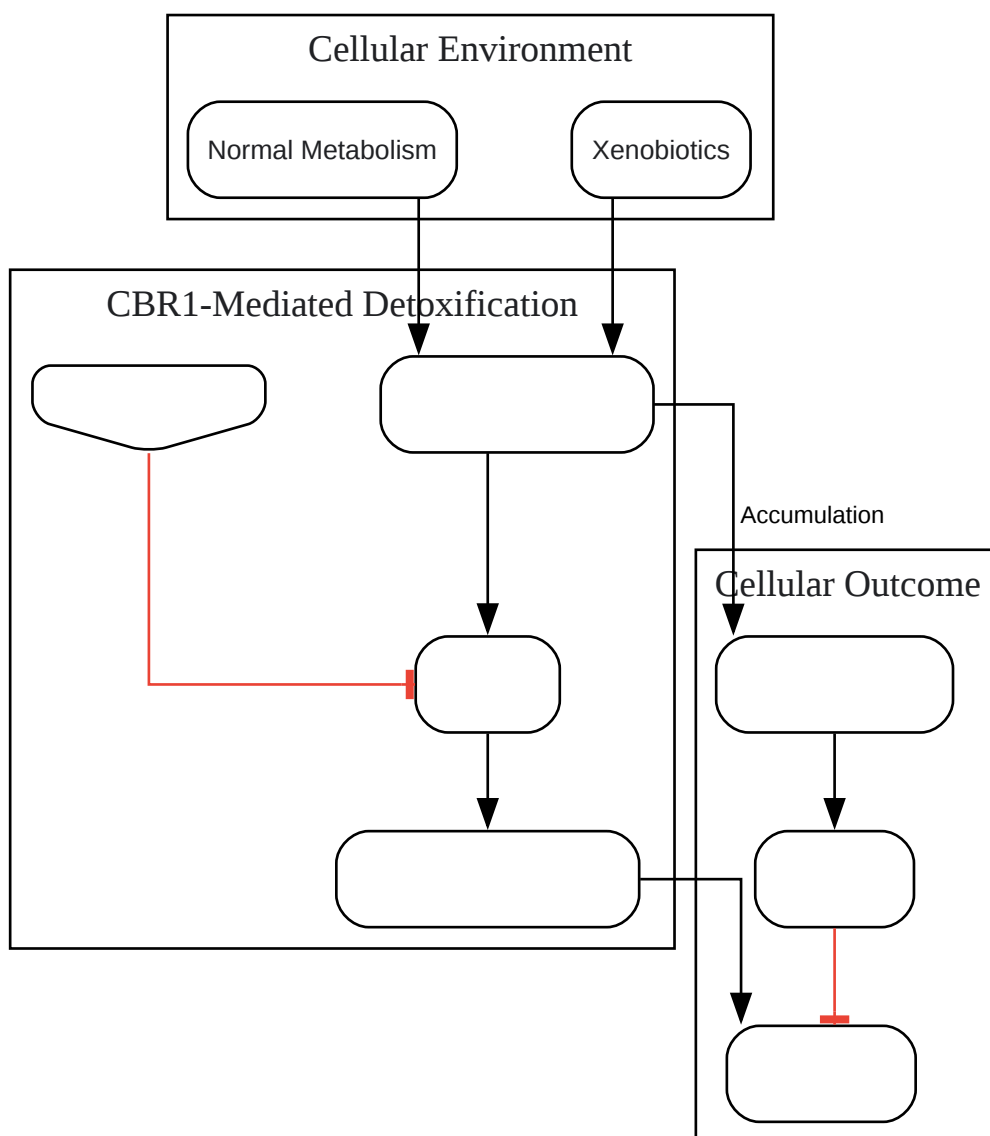 Cellular Environment
Normal Metabolism
Xenobiotics
CBR1-Mediated Detoxification
Accumulation
Cellular Outcome